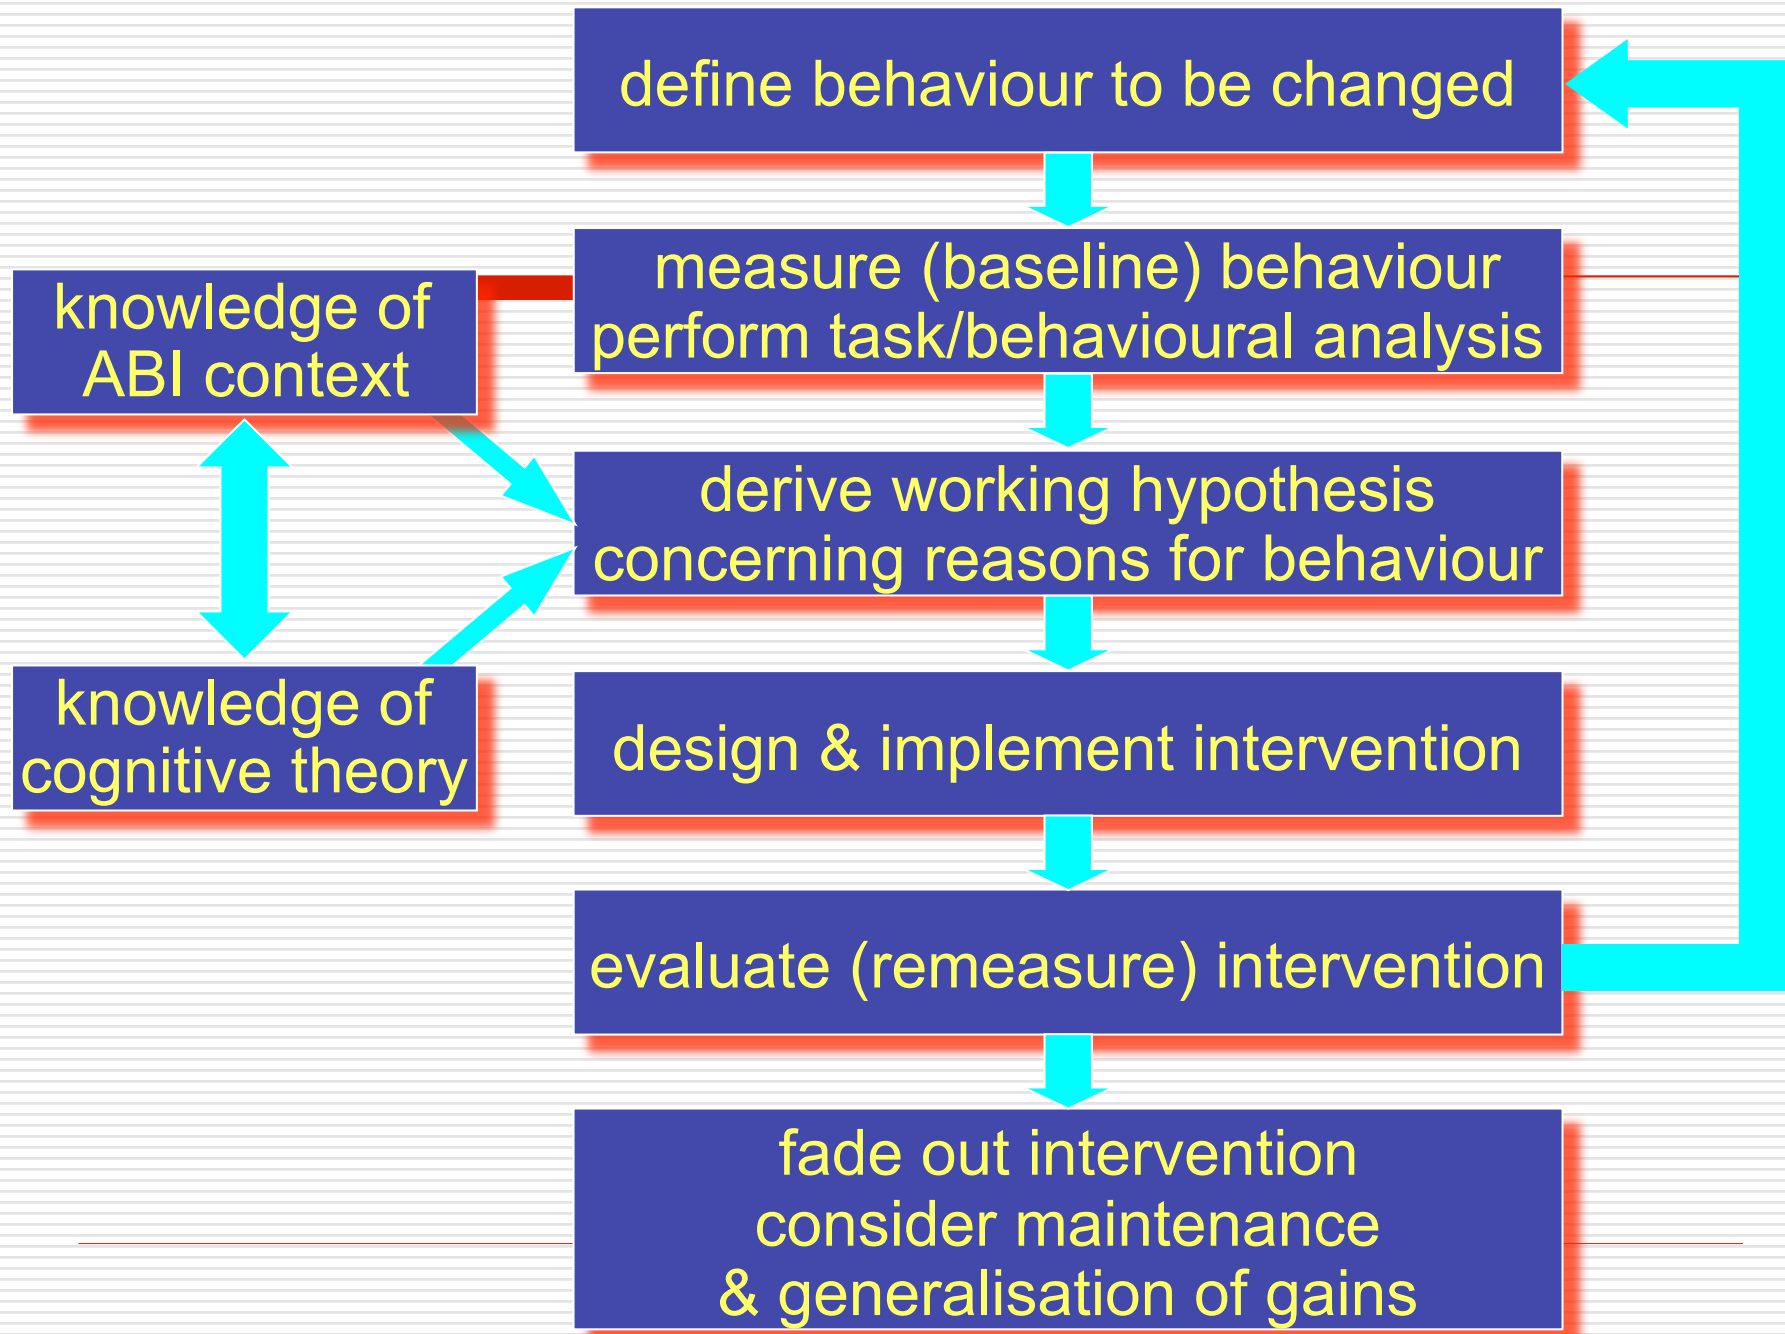 define behaviour to be changed
measure (baseline) behaviour
perform task/behavioural analysis
knowledge of
ABI context
derive working hypothesis
concerning reasons for behaviour
knowledge of
cognitive theory
design & implement intervention
evaluate (remeasure) intervention
fade out intervention
consider maintenance
& generalisation of gains